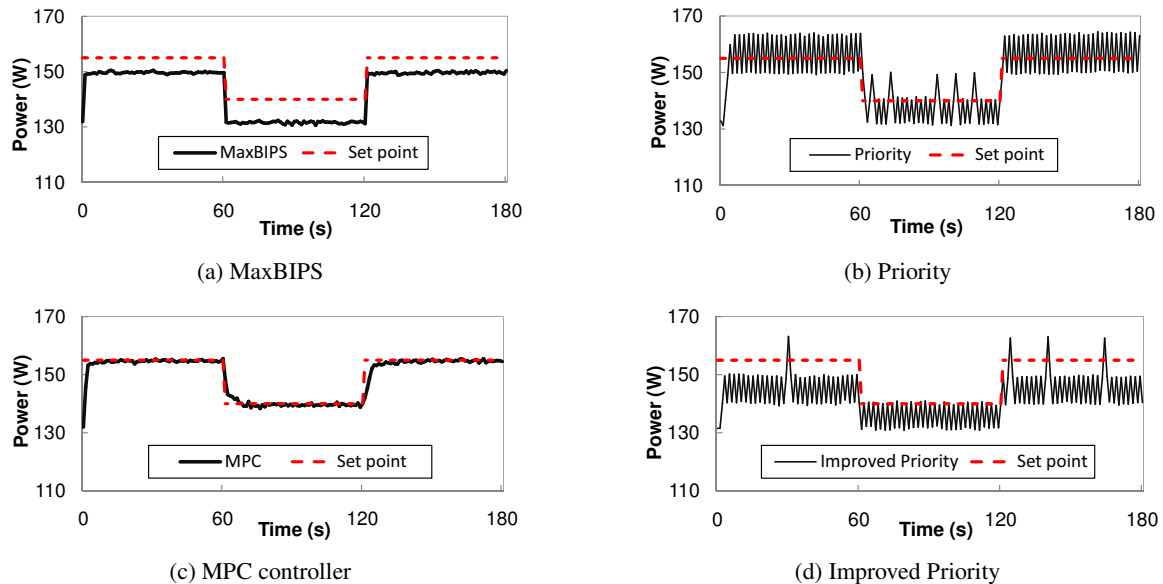 170
150
130
110
Power (W)
MaxBIPS
Set point
0
60
120
180
Time (s)
(a) MaxBIPS
170
150
130
110
Power (W)
Priority
Set point
0
60
120
180
Time (s)
(b) Priority
170
150
130
110
Power (W)
MPC
Set point
0
60
120
180
Time (s)
(c) MPC controller
170
150
130
110
Power (W)
Improved Priority
Set point
0
60
120
180
Time (s)
(d) Improved Priority